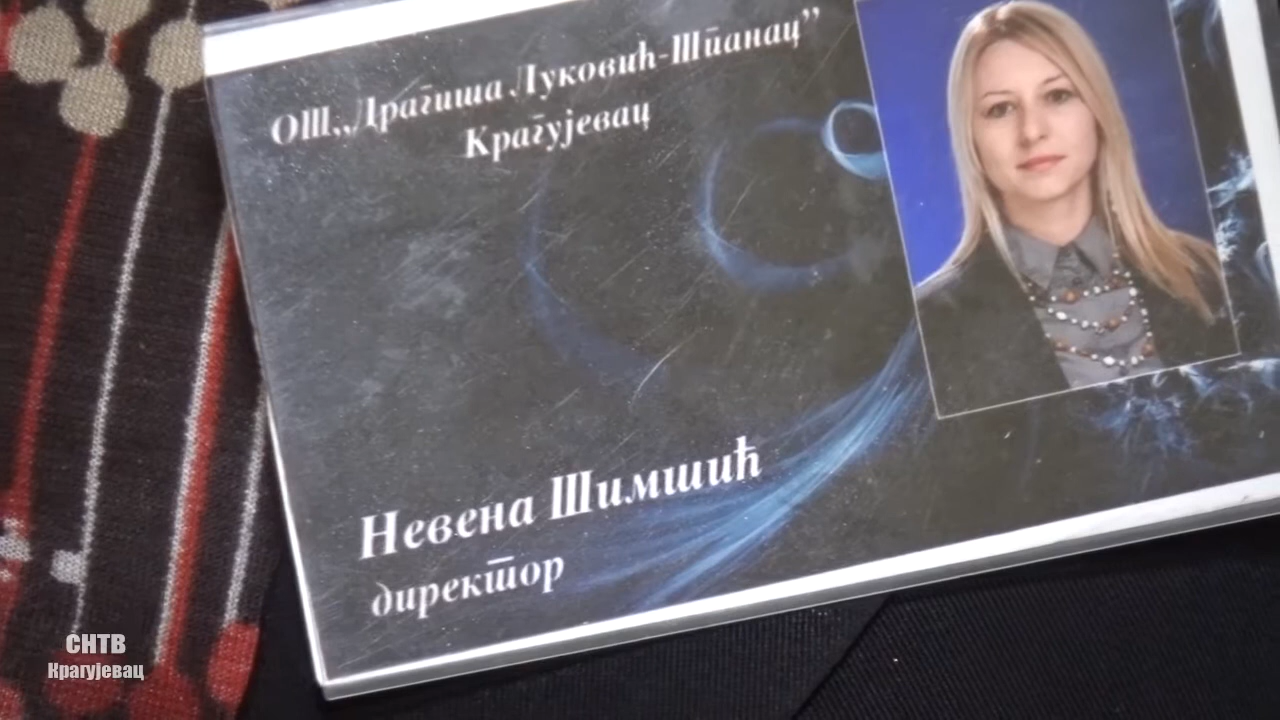 ОШ„Драгиша Луковић-Шпанац”
Крагујевац
Невена Шимшић
директор
СНТВ
Крагујевац